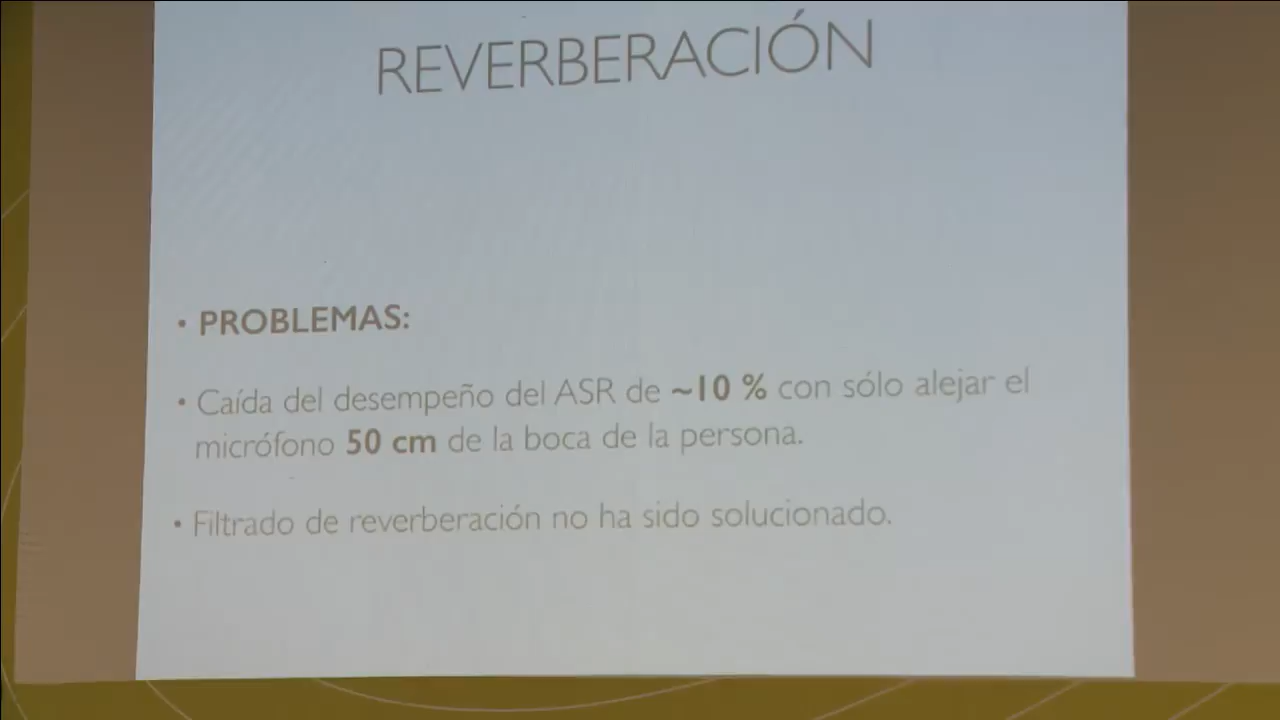 REVERBERACIÓN
• PROBLEMAS:
• Caída del desempeño del ASR de ~10 % con sólo alejar el
micrófono 50 cm de la boca de la persona.
• Filtrado de reverberación no ha sido solucionado.